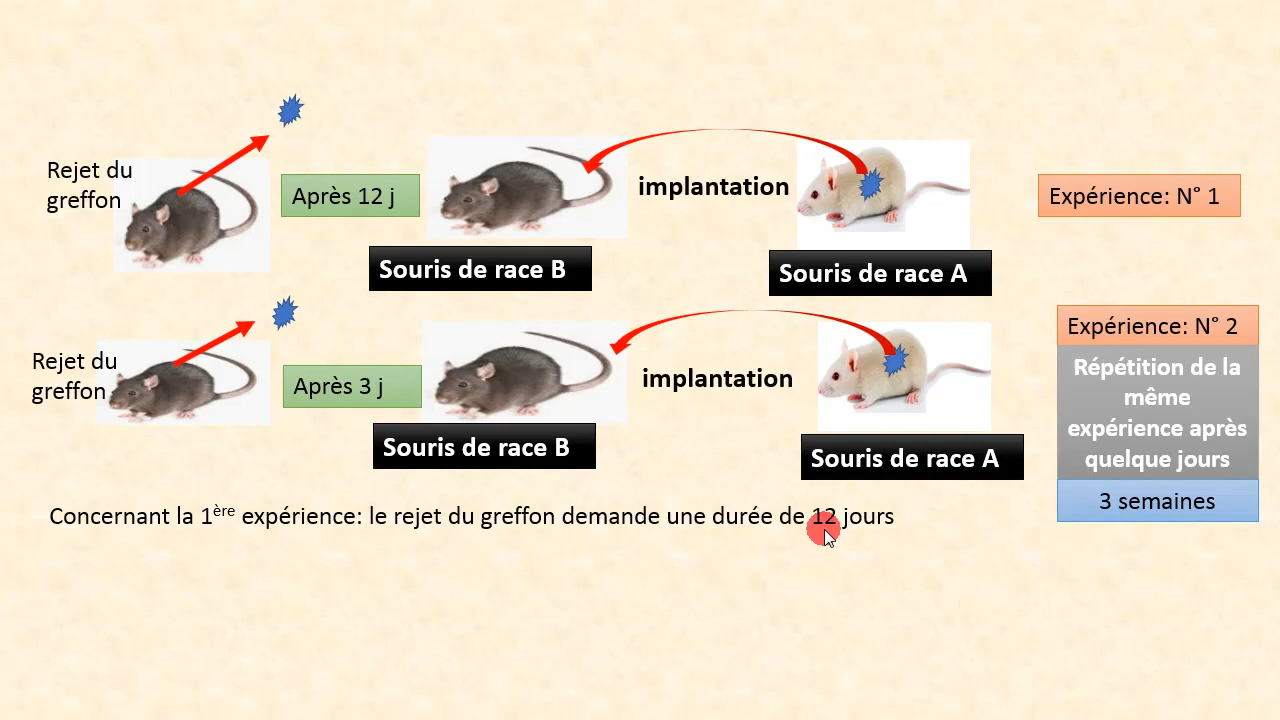 Rejet du
greffon
Après 12 j
implantation
Expérience: N° 1
Souris de race B
Souris de race A
Rejet du
greffon
Après 3 j
implantation
Expérience: N° 2
Répétition de la
même
expérience après
quelque jours
3 semaines
Souris de race B
Souris de race A
Concernant la 1ère expérience: le rejet du greffon demande une durée de 12 jours